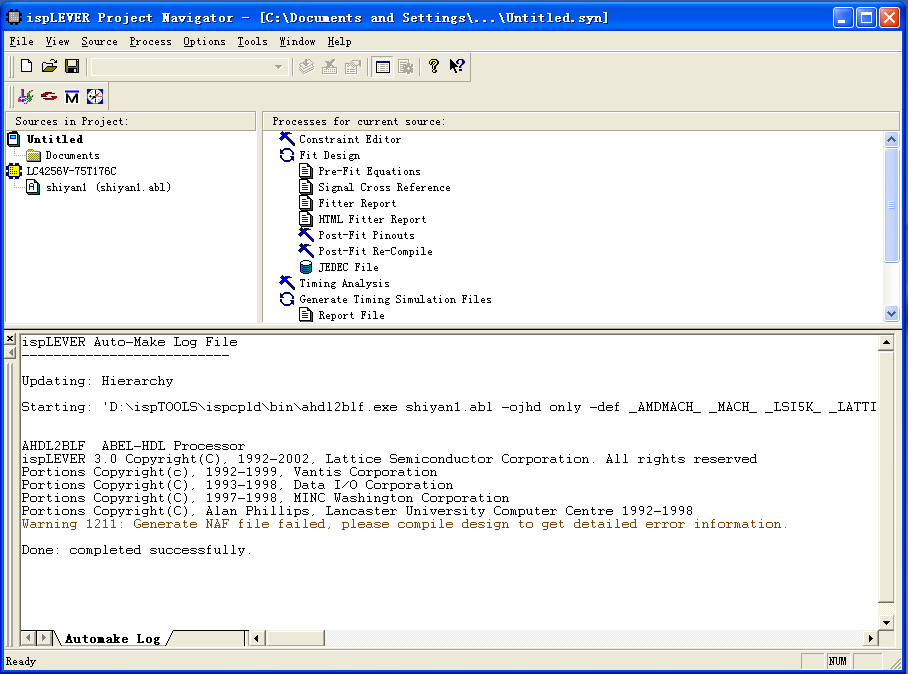 ispLEVER Project Navigator - [C:\Documents and Settings\...\Untitled.syn]
File View Source Process Options Tools Window Help
Sources in Project:
Untitled
Documents
LC4256V-75T176C
shiyan1 (shiyan1.abl)
Processes for current source:
Constraint Editor
Fit Design
Pre-Fit Equations
Signal Cross Reference
Fitter Report
HTML Fitter Report
Post-Fit Pinouts
Post-Fit Re-Compile
JEDEC File
Timing Analysis
Generate Timing Simulation Files
Report File
ispLEVER Auto-Make Log File
---------------------------
Updating: Hierarchy
Starting: 'D:\ispTOOLS\ispcpld\bin\ahdl2blf.exe shiyan1.abl -ojhd only -def _AMDMACH_ _MACH_ _LSI5K_ _LATTI
AHDL2BLF  ABEL-HDL Processor
ispLEVER 3.0 Copyright(C), 1992-2002, Lattice Semiconductor Corporation. All rights reserved
Portions Copyright(c), 1992-1999, Vantis Corporation
Portions Copyright(C), 1993-1998, Data I/O Corporation
Portions Copyright(C), 1997-1998, MINC Washington Corporation
Portions Copyright(C), Alan Phillips, Lancaster University Computer Centre 1992-1998
Warning 1211: Generate NAF file failed, please compile design to get detailed error information.
Done: completed successfully.
Automake Log
Ready
NUM